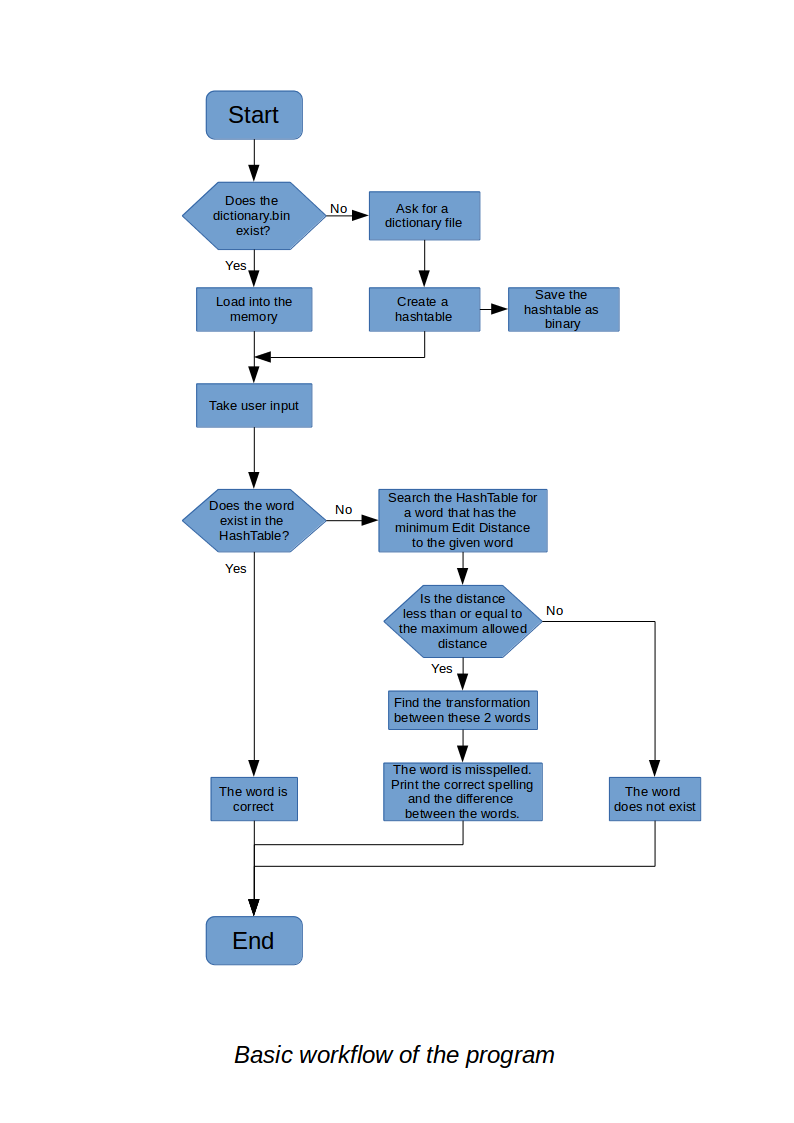 Start
Does the
dictionary.bin
exist?
No
Ask for a
dictionary file
Yes
Load into the
memory
Create a
hashtable
Save the
hashtable as
binary
Take user input
Does the word
exist in the
HashTable?
No
Search the HashTable for
a word that has the
minimum Edit Distance
to the given word
Yes
Is the distance
less than or equal to
the maximum allowed
distance
No
Yes
Find the transformation
between these 2 words
The word is
correct
The word is misspelled.
Print the correct spelling
and the difference
between the words.
The word
does not exist
End
Basic workflow of the program